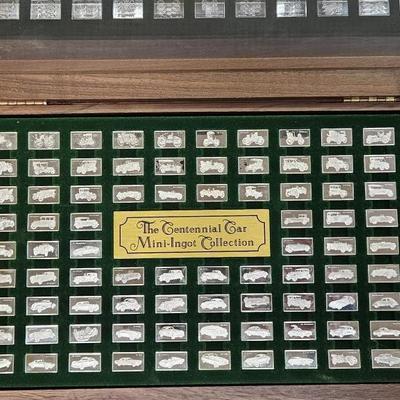 The Centennial Car
Mini-Ingot Collection